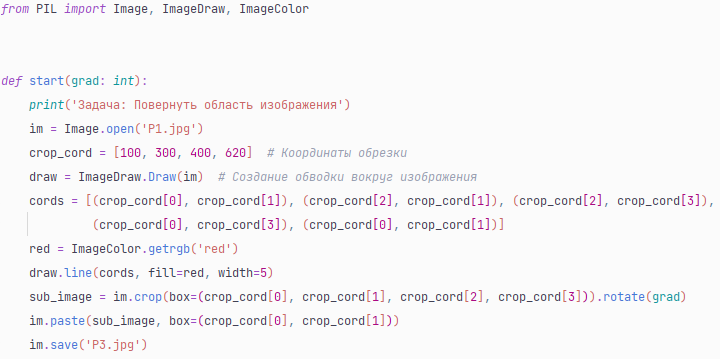 from PIL import Image, ImageDraw, ImageColor
def start(grad: int):
print('Задача: Повернуть область изображения')
im = Image.open('P1.jpg')
crop_cord = [100, 300, 400, 620]  # Координаты обрезки
draw = ImageDraw.Draw(im)  # Создание обводки вокруг изображения
cords = [(crop_cord[0], crop_cord[1]), (crop_cord[2], crop_cord[1]), (crop_cord[2], crop_cord[3]),
(crop_cord[0], crop_cord[3]), (crop_cord[0], crop_cord[1])]
red = ImageColor.getrgb('red')
draw.line(cords, fill=red, width=5)
sub_image = im.crop(box=(crop_cord[0], crop_cord[1], crop_cord[2], crop_cord[3])).rotate(grad)
im.paste(sub_image, box=(crop_cord[0], crop_cord[1]))
im.save('P3.jpg')